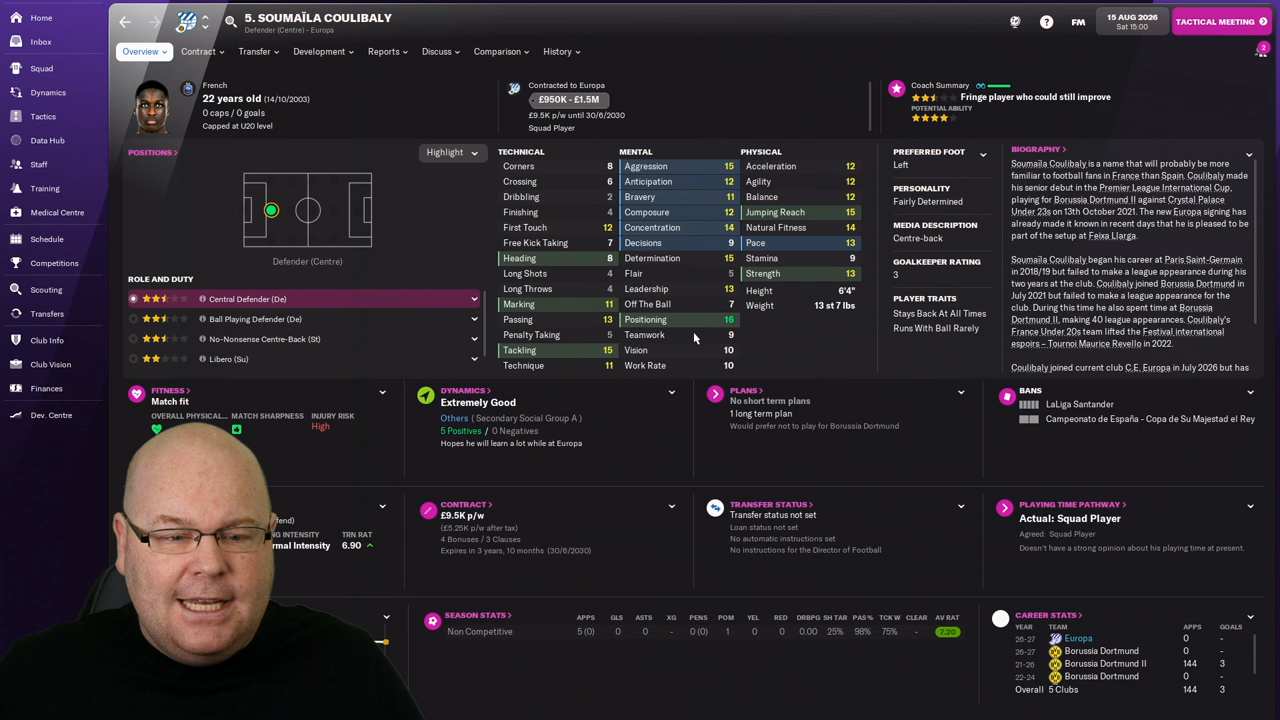 Home
Inbox
Squad
Dynamics
Tactics
Data Hub
Staff
Training
Medical Centre
Schedule
Competitions
Scouting
Transfers
Club Info
Club Vision
Finances
Dev. Centre
5. SOUMAÏLA COULIBALY
Defender (Centre) - Europa
FM
15 AUG 2026
Sat 15:00
TACTICAL MEETING
2
Overview
Contract
Transfer
Development
Reports
Discuss
Comparison
History
French
22 years old (14/10/2003)
0 caps / 0 goals
Capped at U20 level
Contracted to Europa
£950K - £1.5M
£9.5K p/w until 30/6/2030
Squad Player
Coach Summary
Fringe player who could still improve
POTENTIAL ABILITY
POSITIONS
Highlight
Defender (Centre)
ROLE AND DUTY
Central Defender (De)
Ball Playing Defender (De)
No-Nonsense Centre-Back (St)
Libero (Su)
TECHNICAL
Corners 8
Crossing 6
Dribbling 2
Finishing 4
First Touch 12
Free Kick Taking 7
Heading 8
Long Shots 4
Long Throws 4
Marking 11
Passing 13
Penalty Taking 5
Tackling 15
Technique 11
MENTAL
Aggression 15
Anticipation 12
Bravery 11
Composure 12
Concentration 14
Decisions 9
Determination 15
Flair 5
Leadership 13
Off The Ball 7
Positioning 16
Teamwork 9
Vision 10
Work Rate 10
PHYSICAL
Acceleration 12
Agility 12
Balance 12
Jumping Reach 15
Natural Fitness 14
Pace 13
Stamina 9
Strength 13
Height 6'4"
Weight 13 st 7 lbs
PREFERRED FOOT
Left
PERSONALITY
Fairly Determined
MEDIA DESCRIPTION
Centre-back
GOALKEEPER RATING
3
PLAYER TRAITS
Stays Back At All Times
Runs With Ball Rarely
BIOGRAPHY
Soumaïla Coulibaly is a name that will probably be more
familiar to football fans in France than Spain. Coulibaly made
his senior debut in the Premier League International Cup,
playing for Borussia Dortmund II against Crystal Palace
Under 23s on 13th October 2021. The new Europa signing has
already made it known in recent days that he is pleased to be
part of the setup at Feixa Llarga.
Soumaïla Coulibaly began his career at Paris Saint-Germain
in 2018/19 but failed to make a league appearance during his
two years at the club. Coulibaly joined Borussia Dortmund in
July 2021 but failed to make a league appearance for the
club. During this time he also spent time at Borussia
Dortmund II, making 40 league appearances. Coulibaly's
France Under 20s team lifted the Festival international
espoirs – Tournoi Maurice Revello in 2022.
Coulibaly joined current club C.E. Europa in July 2026 but has
FITNESS
Match fit
OVERALL PHYSICAL...
MATCH SHARPNESS
INJURY RISK
High
DYNAMICS
Extremely Good
Others (Secondary Social Group A)
5 Positives / 0 Negatives
Hopes he will learn a lot while at Europa
PLANS
No short term plans
1 long term plan
Would prefer not to play for Borussia Dortmund
BANS
LaLiga Santander
Campeonato de España - Copa de Su Majestad el Rey
fend)
NG INTENSITY
rmal Intensity
TRN RAT
6.90
CONTRACT
£9.5K p/w
(£5.25K p/w after tax)
4 Bonuses / 3 Clauses
Expires in 3 years, 10 months (30/6/2030)
TRANSFER STATUS
Transfer status not set
Loan status not set
No automatic instructions set
No instructions for the Director of Football
PLAYING TIME PATHWAY
Actual: Squad Player
Agreed: Squad Player
Doesn't have a strong opinion about his playing time at present.
SEASON STATS
APPS GLS ASTS XG PENS POM YEL RED DRBPG SH TAR PAS% TCK W CLEAR AV RAT
Non Competitive 5 (0) 0 0 - 0 (0) 1 0 0 0.00 25% 98% 75% - 7.20
CAREER STATS
YEAR TEAM APPS GOALS
26-27 Europa 0 -
26-27 Borussia Dortmund 0 -
21-26 Borussia Dortmund II 144 3
22-24 Borussia Dortmund 0 -
Overall 5 Clubs 144 3